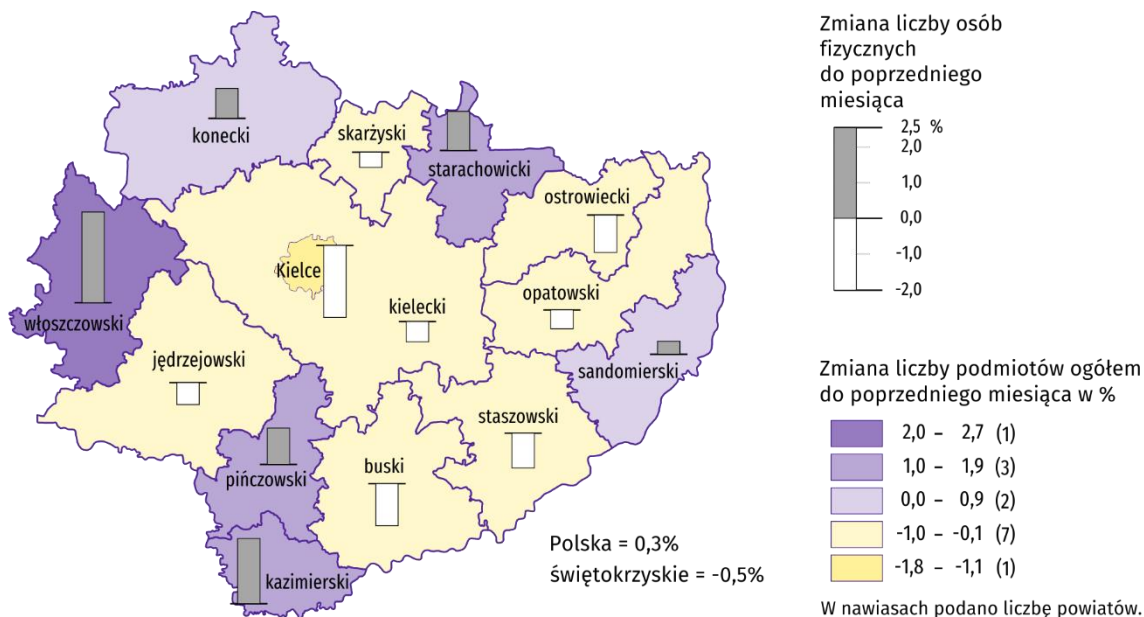 konecki
skarżyski
starachowicki
ostrowiecki
Kielce
kielecki
opatowski
włoszczowski
jędrzejowski
sandomierski
staszowski
buski
pińczowski
kazimierski
Polska = 0,3%
świętokrzyskie = -0,5%
Zmiana liczby osób
fizycznych
do poprzedniego
miesiąca
2,5 %
2,0
1,0
0,0
-1,0
-2,0
Zmiana liczby podmiotów ogółem
do poprzedniego miesiąca w %
2,0 – 2,7 (1)
1,0 – 1,9 (3)
0,0 – 0,9 (2)
-1,0 – -0,1 (7)
-1,8 – -1,1 (1)
W nawiasach podano liczbę powiatów.